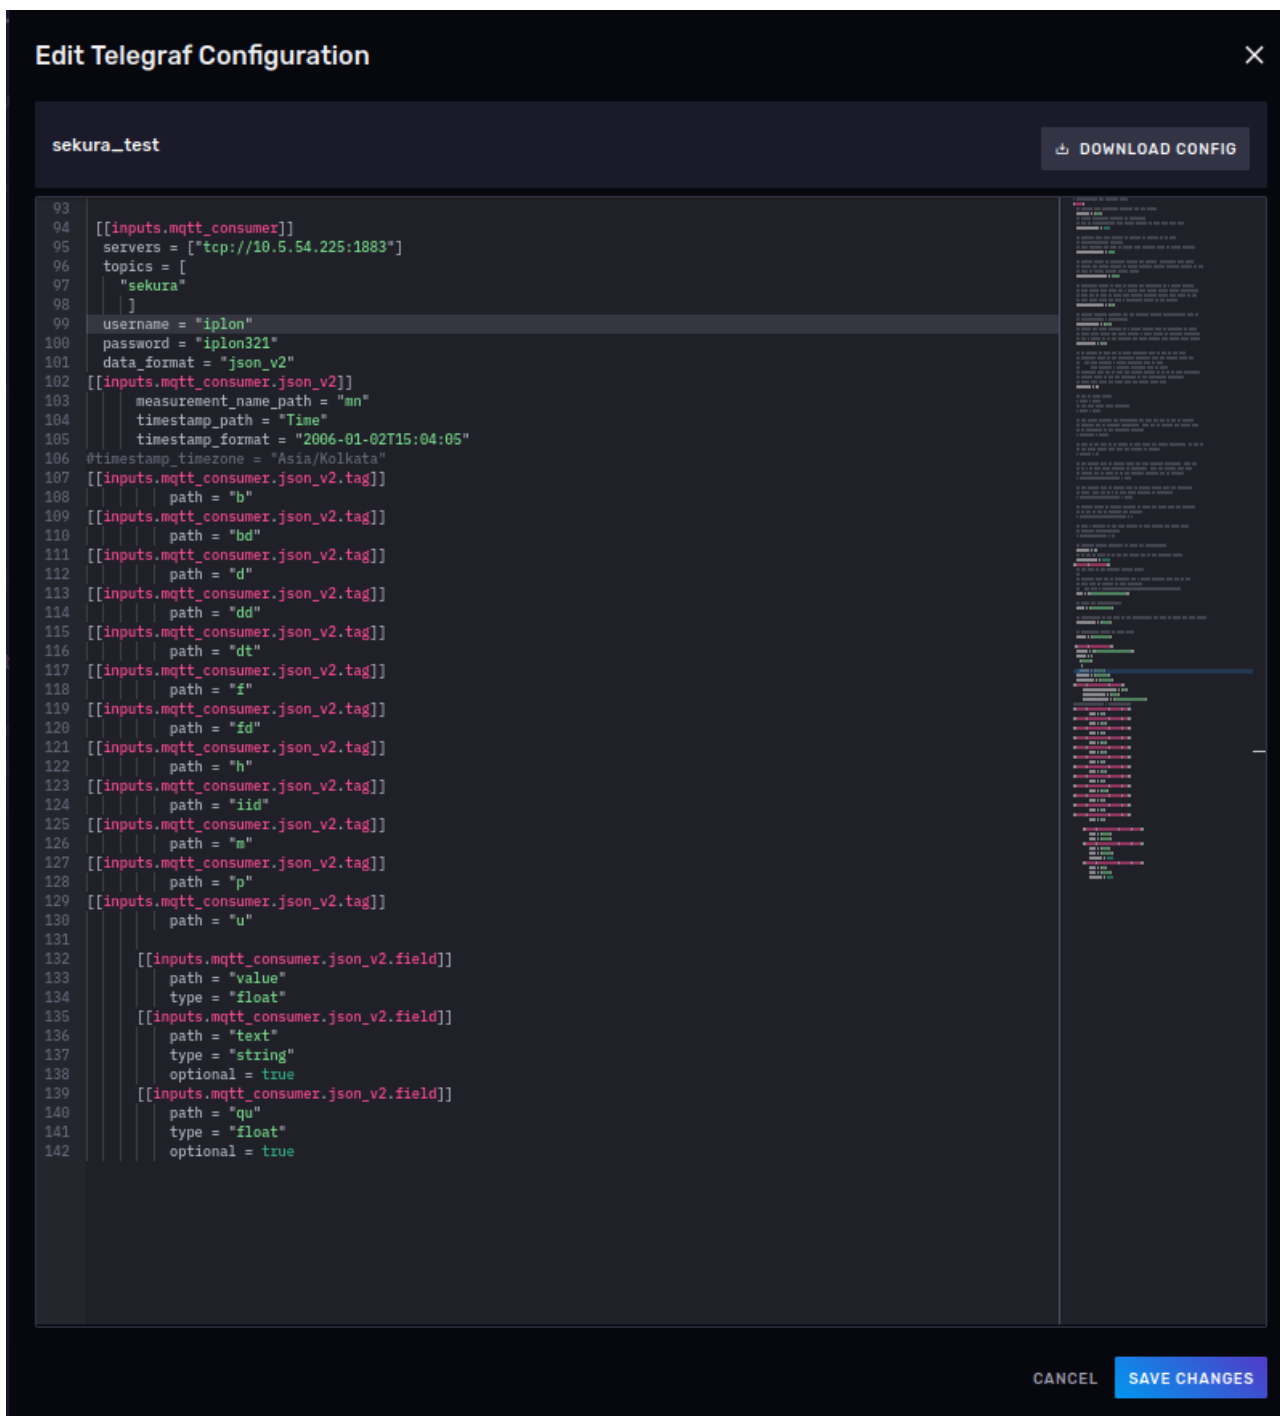 Edit Telegraf Configuration
sekura_test
DOWNLOAD CONFIG
93
94 [[inputs.mqtt_consumer]]
95 servers = ["tcp://10.5.54.225:1883"]
96 topics = [
97 "sekura"
98 ]
99 username = "iplon"
100 password = "iplon321"
101 data_format = "json_v2"
102 [[inputs.mqtt_consumer.json_v2]]
103 measurement_name_path = "mn"
104 timestamp_path = "Time"
105 timestamp_format = "2006-01-02T15:04:05"
106 #timestamp_timezone = "Asia/Kolkata"
107 [[inputs.mqtt_consumer.json_v2.tag]]
108 path = "b"
109 [[inputs.mqtt_consumer.json_v2.tag]]
110 path = "bd"
111 [[inputs.mqtt_consumer.json_v2.tag]]
112 path = "d"
113 [[inputs.mqtt_consumer.json_v2.tag]]
114 path = "dd"
115 [[inputs.mqtt_consumer.json_v2.tag]]
116 path = "dt"
117 [[inputs.mqtt_consumer.json_v2.tag]]
118 path = "f"
119 [[inputs.mqtt_consumer.json_v2.tag]]
120 path = "fd"
121 [[inputs.mqtt_consumer.json_v2.tag]]
122 path = "h"
123 [[inputs.mqtt_consumer.json_v2.tag]]
124 path = "iid"
125 [[inputs.mqtt_consumer.json_v2.tag]]
126 path = "m"
127 [[inputs.mqtt_consumer.json_v2.tag]]
128 path = "p"
129 [[inputs.mqtt_consumer.json_v2.tag]]
130 path = "u"
131
132 [[inputs.mqtt_consumer.json_v2.field]]
133 path = "value"
134 type = "float"
135 [[inputs.mqtt_consumer.json_v2.field]]
136 path = "text"
137 type = "string"
138 optional = true
139 [[inputs.mqtt_consumer.json_v2.field]]
140 path = "qu"
141 type = "float"
142 optional = true
CANCEL
SAVE CHANGES